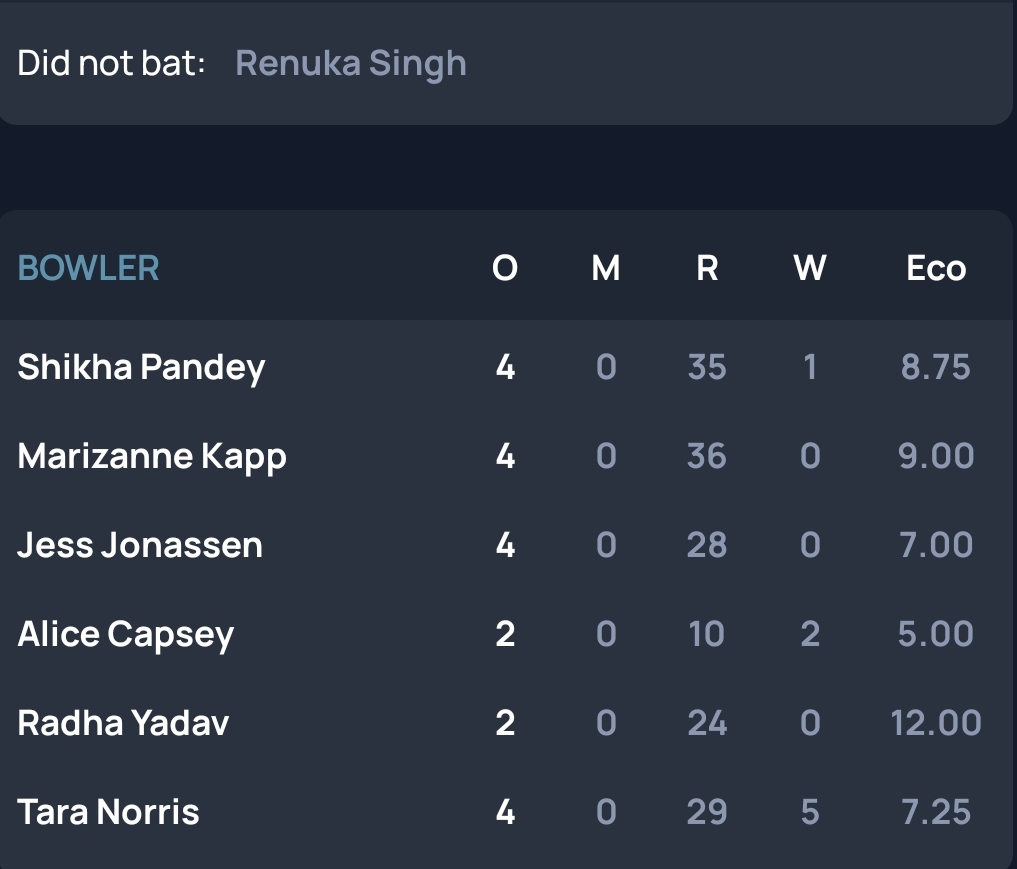 Did not bat: Renuka Singh
BOWLER O M R W Eco
Shikha Pandey 4 0 35 1 8.75
Marizanne Kapp 4 0 36 0 9.00
Jess Jonassen 4 0 28 0 7.00
Alice Capsey 2 0 10 2 5.00
Radha Yadav 2 0 24 0 12.00
Tara Norris 4 0 29 5 7.25